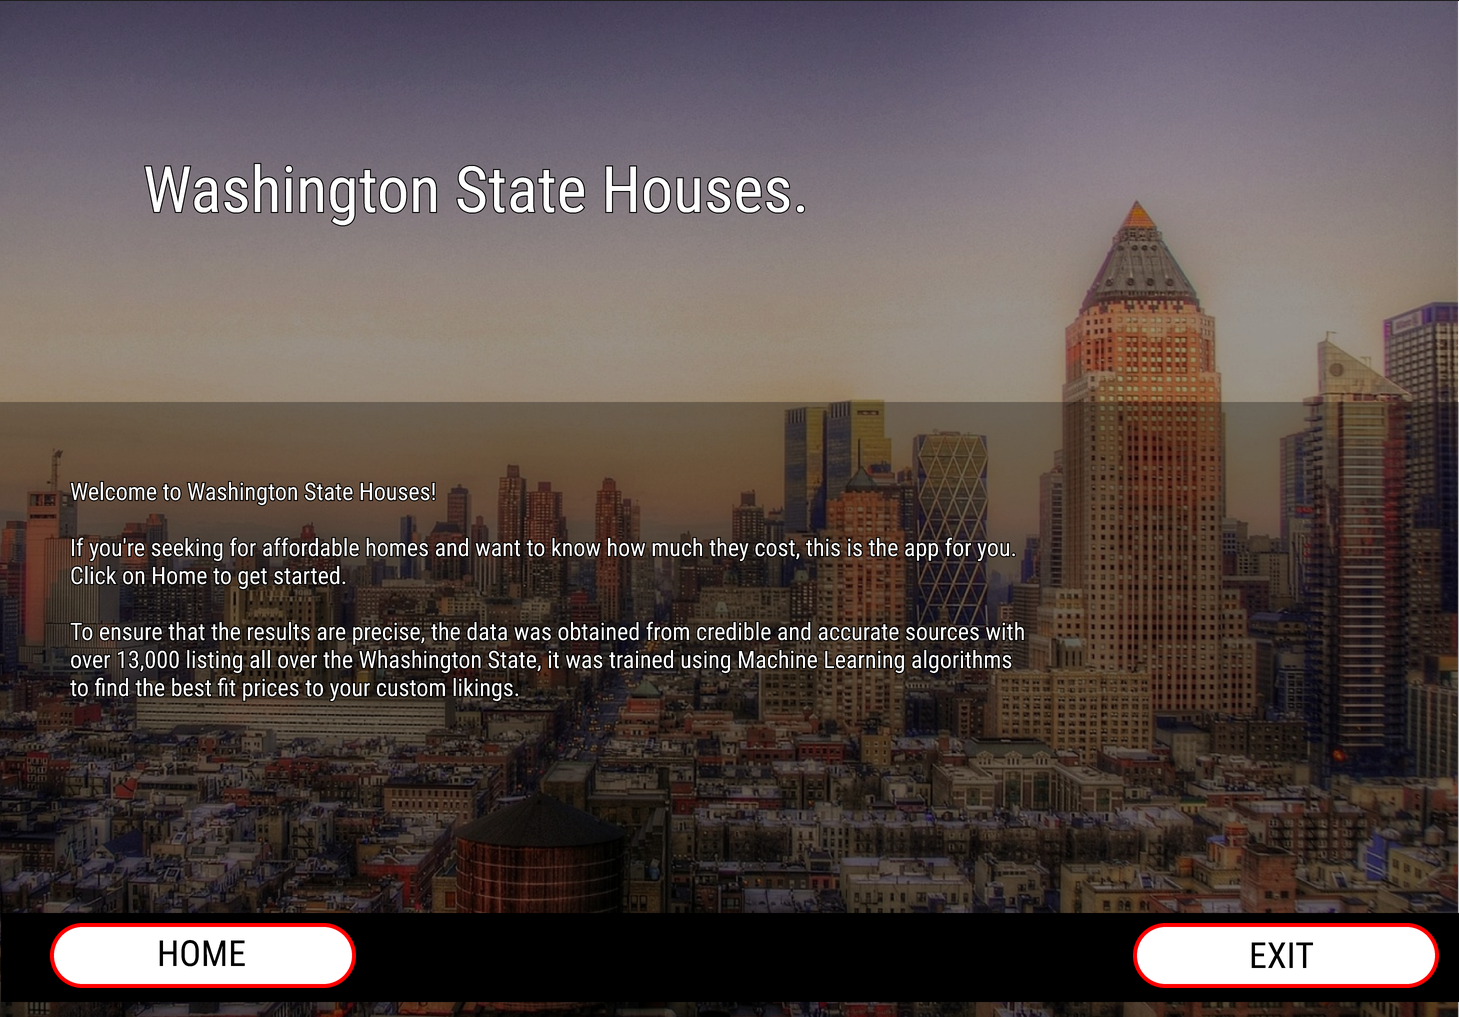 Washington State Houses.
Welcome to Washington State Houses!
If you're seeking for affordable homes and want to know how much they cost, this is the app for you.
Click on Home to get started.
To ensure that the results are precise, the data was obtained from credible and accurate sources with
over 13,000 listing all over the Whashington State, it was trained using Machine Learning algorithms
to find the best fit prices to your custom likings.
HOME
EXIT